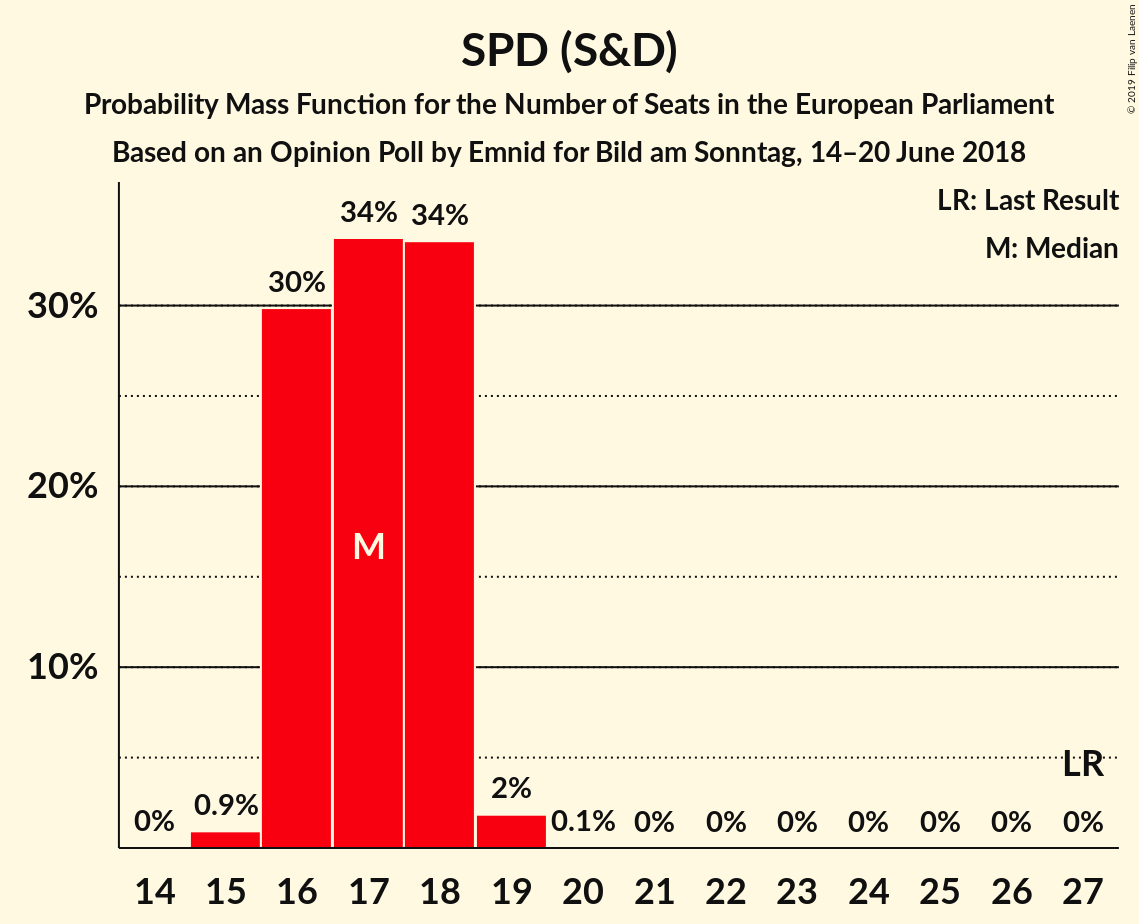 SPD (S&D)
Probability Mass Function for the Number of Seats in the European Parliament
Based on an Opinion Poll by Emnid for Bild am Sonntag, 14–20 June 2018
© 2019 Filip van Laenen
LR: Last Result
M: Median
34% 34%
30%
30%
20%
M
10%
LR
0% 0.9% 2% 0.1% 0% 0% 0% 0% 0% 0% 0%
14 15 16 17 18 19 20 21 22 23 24 25 26 27